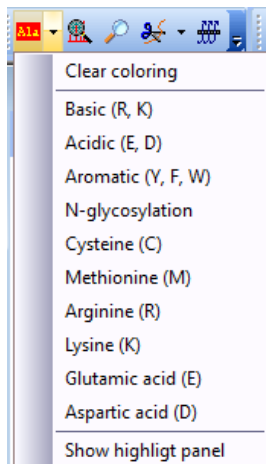 Ala
Clear coloring
Basic (R, K)
Acidic (E, D)
Aromatic (Y, F, W)
N-glycosylation
Cysteine (C)
Methionine (M)
Arginine (R)
Lysine (K)
Glutamic acid (E)
Aspartic acid (D)
Show highligt panel